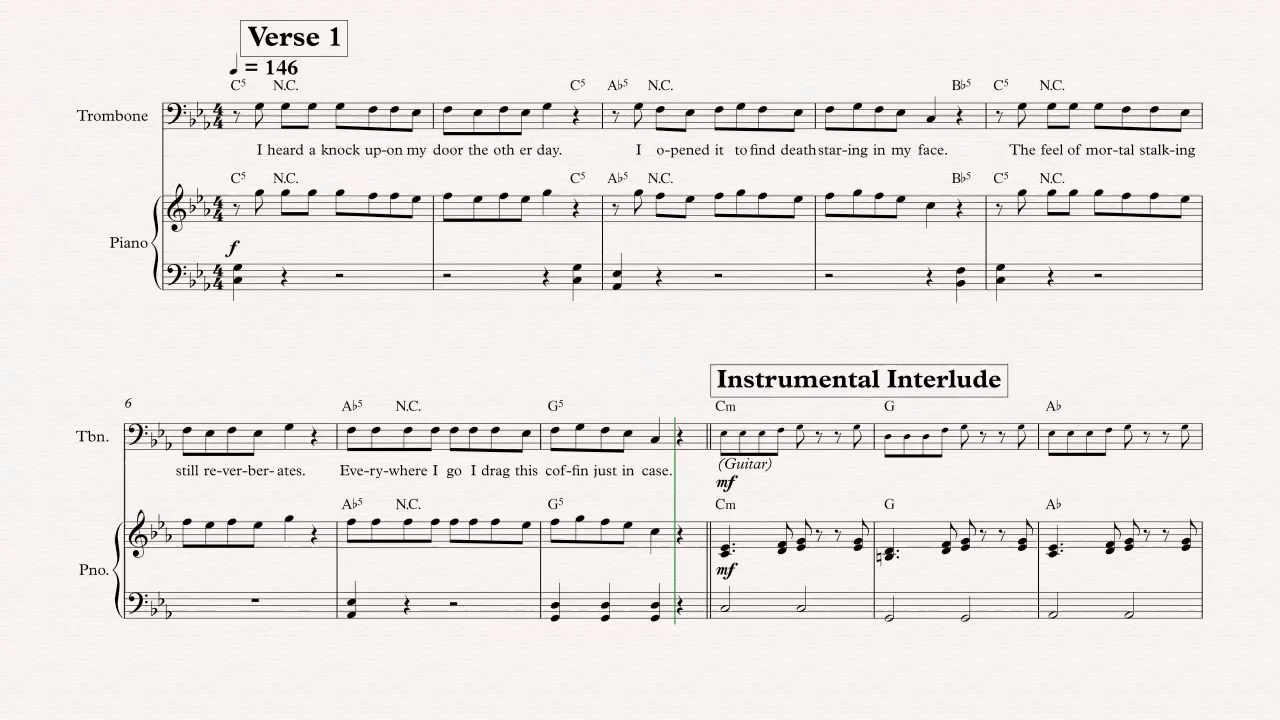 Verse 1
♩ = 146
C5 N.C. C5 A♭5 N.C. B♭5 C5 N.C.
Trombone
I heard a knock up-on my door the oth er day. I o-pened it to find death star-ing in my face. The feel of mor-tal stalk-ing
C5 N.C. C5 A♭5 N.C. B♭5 C5 N.C.
Piano
f
Instrumental Interlude
6
A♭5 N.C. G5 Cm G A♭
Tbn.
still re-ver-ber-ates. Eve-ry-where I go I drag this cof-fin just in case.
(Guitar)
mf
A♭5 N.C. G5 Cm G A♭
Pno.
mf